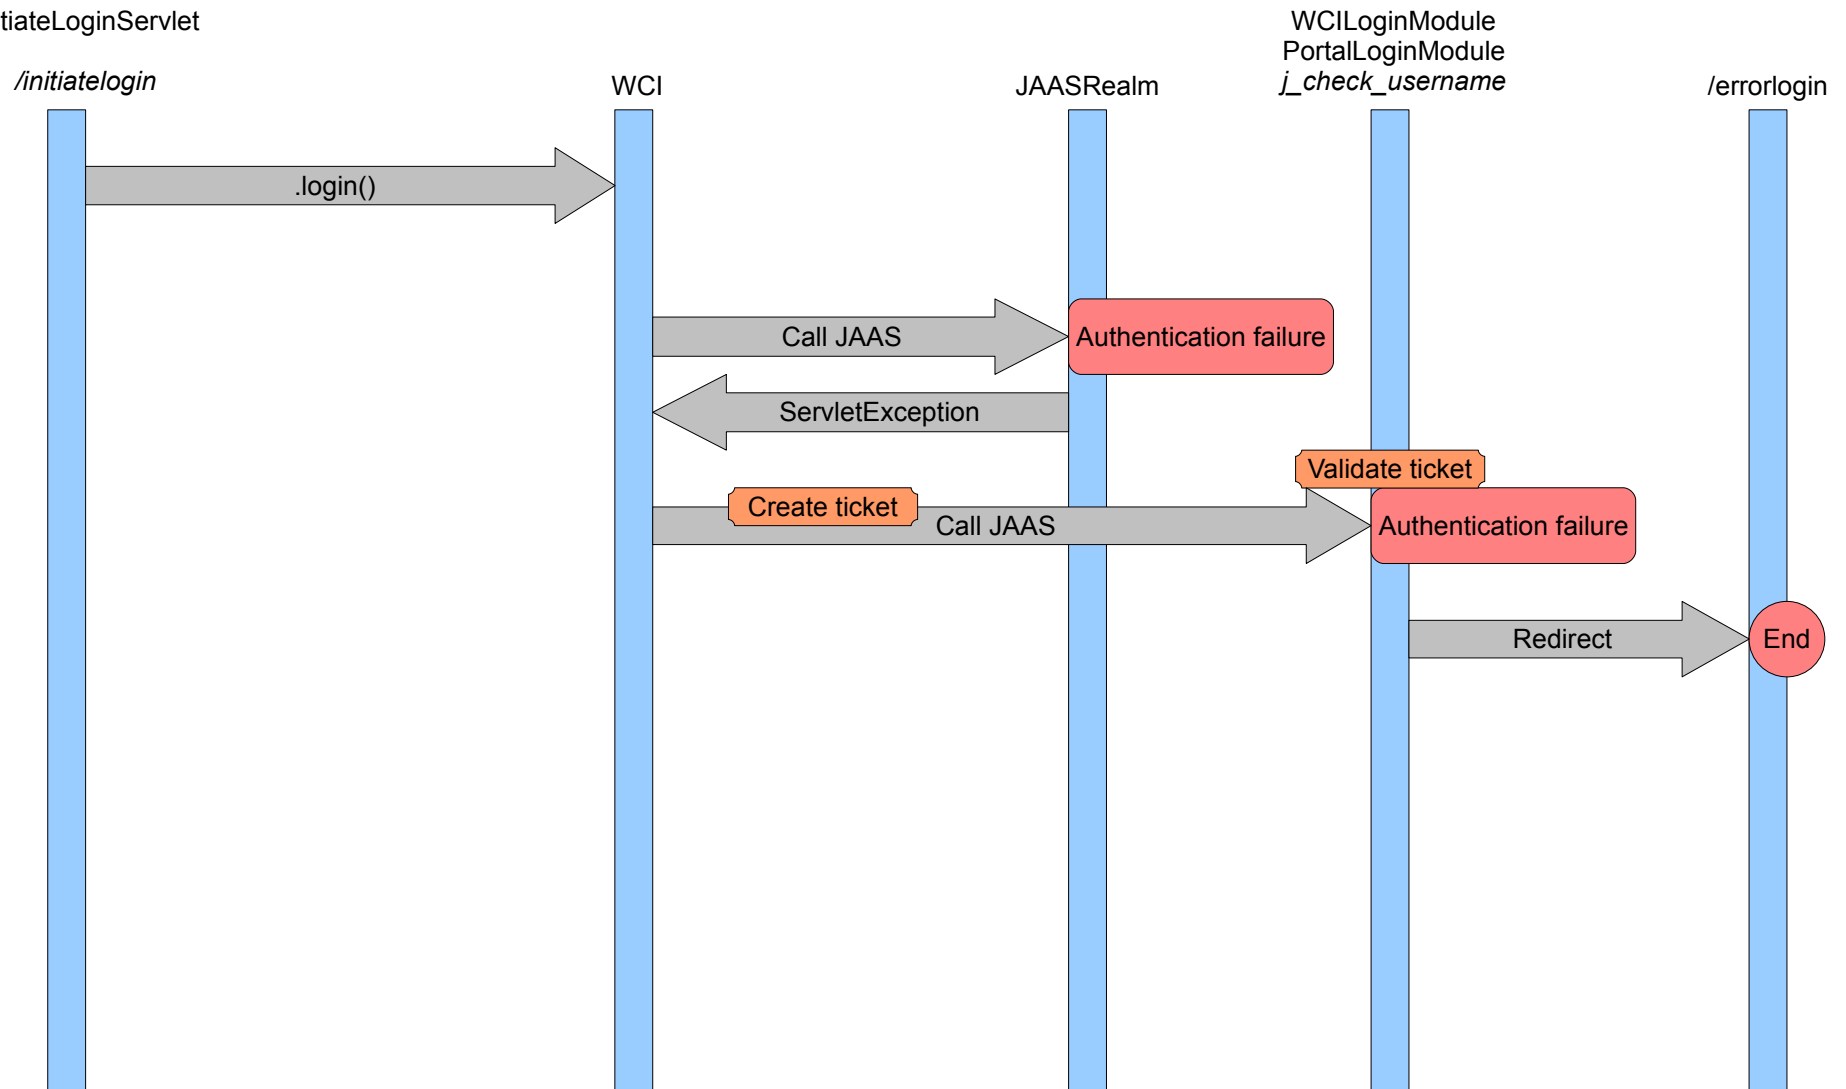 tiateLoginServlet
WCILoginModule
PortalLoginModule
/initiatelogin
WCI
JAASRealm
j_check_username
/errorlogin
.login()
Call JAAS
Authentication failure
ServletException
Validate ticket
Create ticket
Call JAAS
Authentication failure
Redirect
End